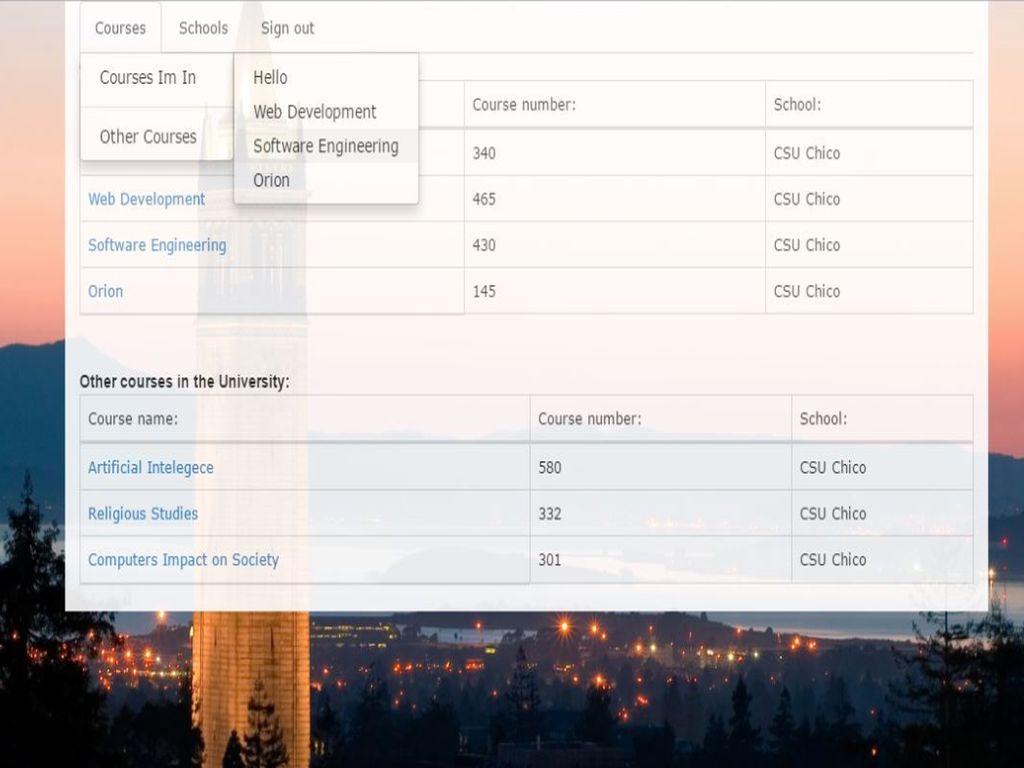 Courses Schools Sign out
Courses Im In
Other Courses
Hello
Web Development
Software Engineering
Orion
Course number: School:
340 CSU Chico
Web Development 465 CSU Chico
Software Engineering 430 CSU Chico
Orion 145 CSU Chico
Other courses in the University:
Course name: Course number: School:
Artificial Intelegece 580 CSU Chico
Religious Studies 332 CSU Chico
Computers Impact on Society 301 CSU Chico